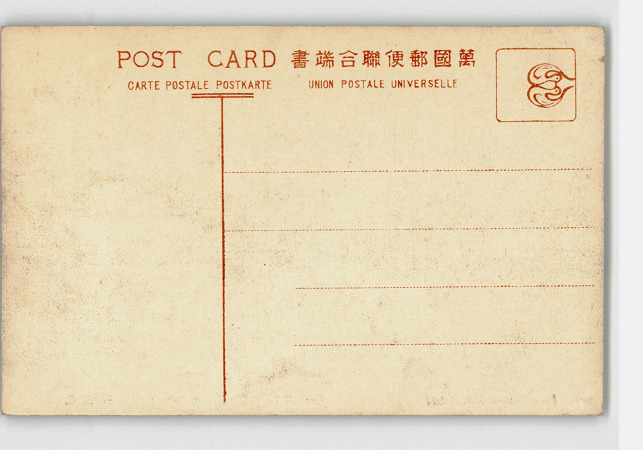 POST CARD 書端合聯便郵國萬
CARTE POSTALE POSTKARTE UNION POSTALE UNIVERSELLE